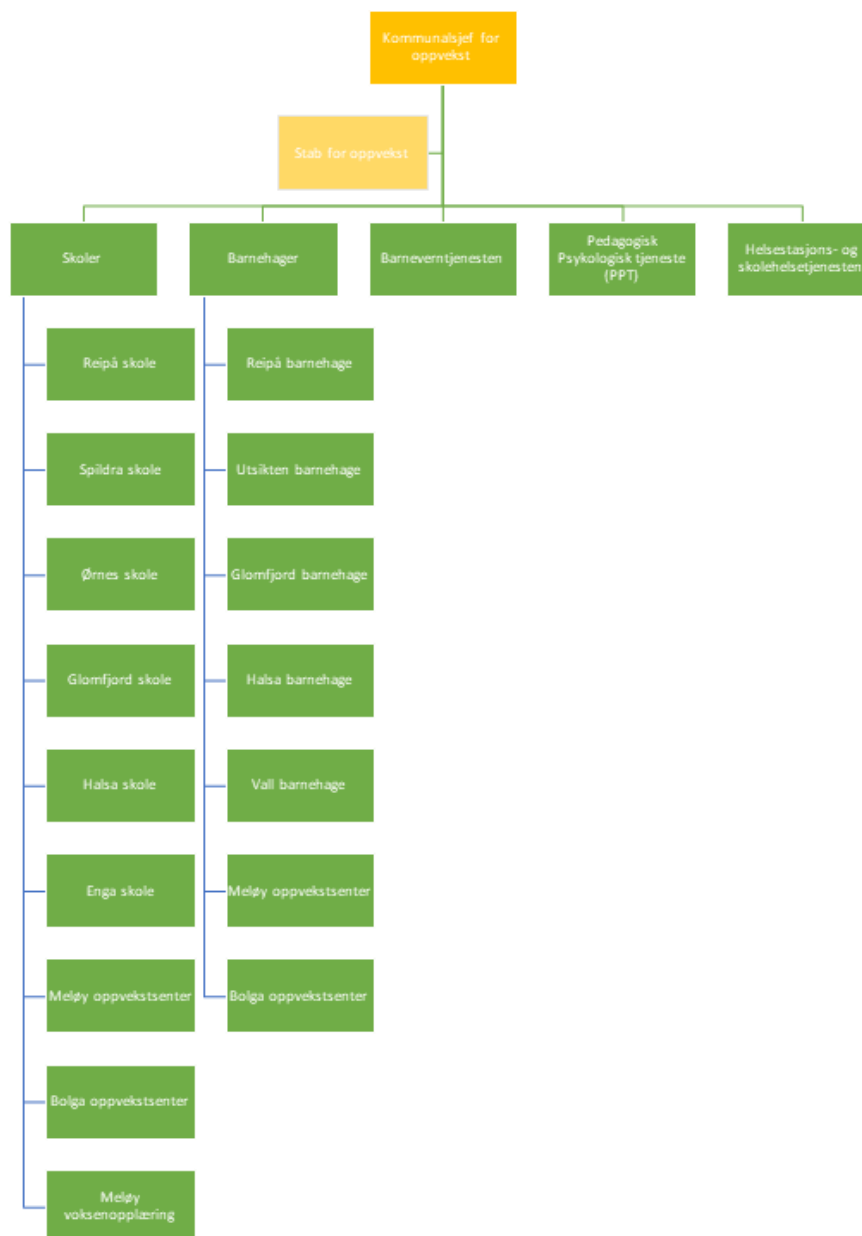 Kommunalsjef for
oppvekst
Stab for oppvekst
Skoler
Barnehager
Barneverntjenesten
Pedagogisk
Psykologisk tjeneste
(PPT)
Helsestasjons- og
skolehelsetjenesten
Reipå skole
Reipå barnehage
Spildra skole
Utsikten barnehage
Ørnes skole
Glomfjord barnehage
Glomfjord skole
Halsa barnehage
Halsa skole
Vall barnehage
Enga skole
Meløy oppvekstsenter
Meløy oppvekstsenter
Bolga oppvekstsenter
Bolga oppvekstsenter
Meløy
voksenopplæring